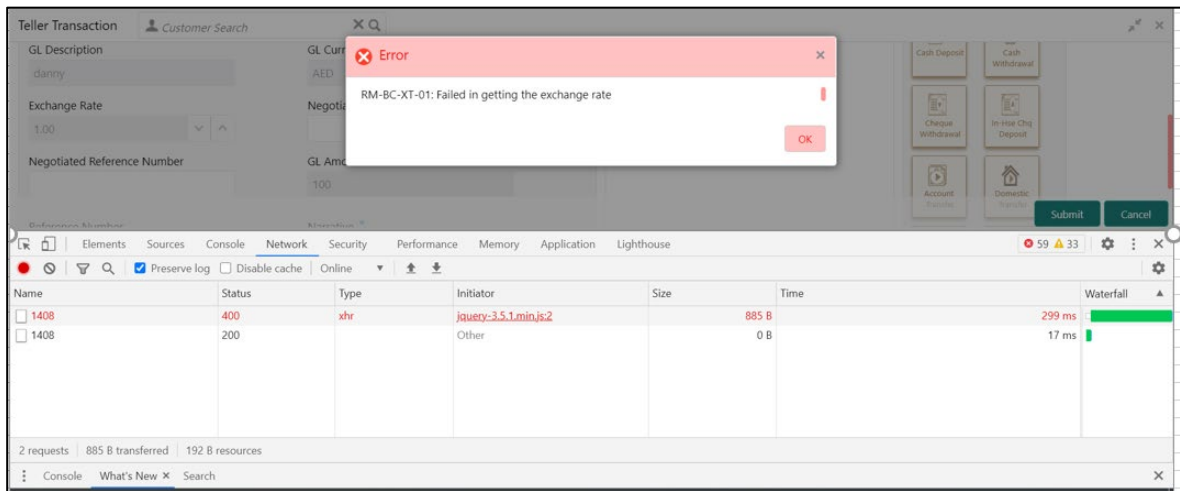 Teller Transaction Customer Search
GL Description GL Curr
danny AED
Error
RM-BC-XT-01: Failed in getting the exchange rate
OK
Exchange Rate Negotia
1.00
Negotiated Reference Number GL Amo
100
Reference Number Narrative *
Cash Deposit Cash Withdrawal
Cheque Withdrawal In-Hse Chq Deposit
Account Transfer Domestic Transfer
Submit Cancel
Elements Sources Console Network Security Performance Memory Application Lighthouse 59 33
Preserve log Disable cache Online
Name Status Type Initiator Size Time Waterfall
1408 400 xhr jquery-3.5.1.min.js:2 885 B 299 ms
1408 200 Other 0 B 17 ms
2 requests 885 B transferred 192 B resources
Console What's New Search